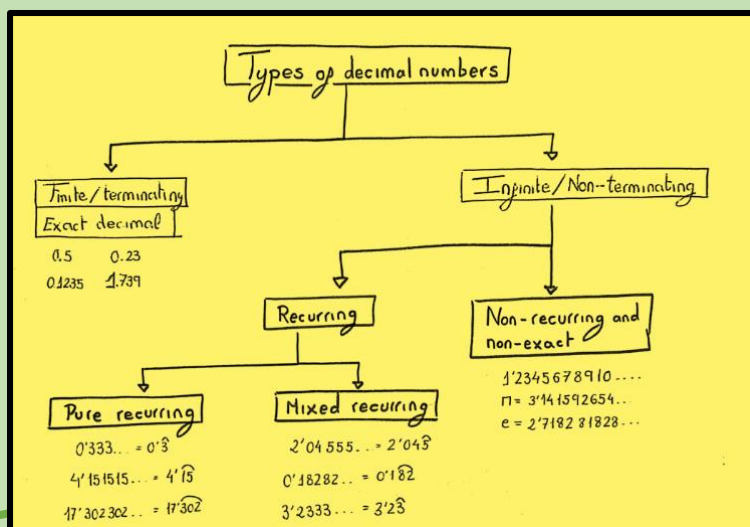 Types of decimal numbers
Finite/terminating
Exact decimal
0.5 0.23
0.1235 1.739
Infinite/Non-terminating
Recurring
Non-recurring and
non-exact
1'2345678910....
π= 3'141592654...
e = 2'718281828...
Pure recurring
0'333... = 0'3̂
4'151515... = 4'1͡5
17'302302... = 17'3͡02
Mixed recurring
2'04555... = 2'045̂
0'18282.. = 0'18͡2
3'2333... = 3'23̂